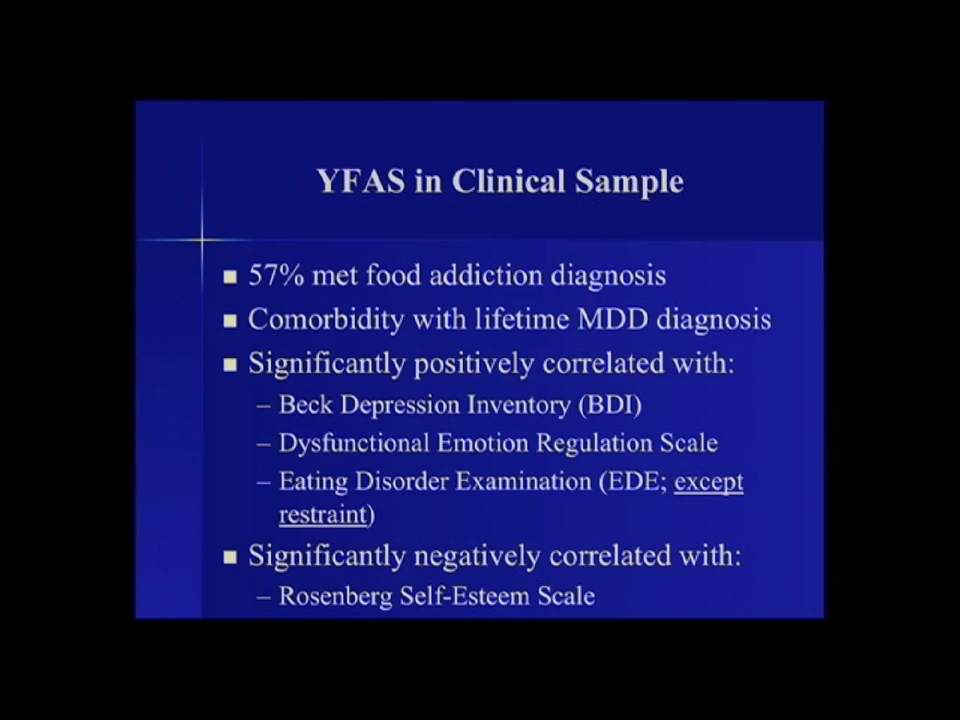 YFAS in Clinical Sample
■ 57% met food addiction diagnosis
■ Comorbidity with lifetime MDD diagnosis
■ Significantly positively correlated with:
– Beck Depression Inventory (BDI)
– Dysfunctional Emotion Regulation Scale
– Eating Disorder Examination (EDE; except
restraint)
■ Significantly negatively correlated with:
– Rosenberg Self-Esteem Scale